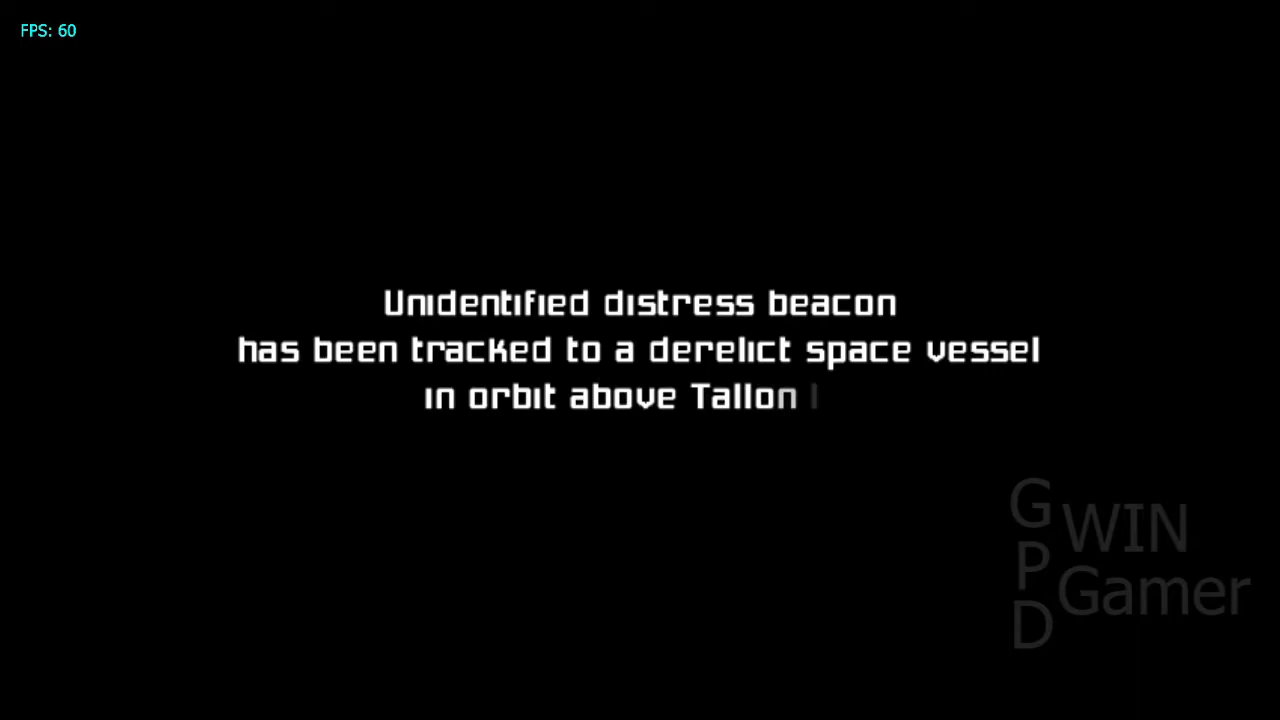 FPS: 60
Unidentified distress beacon
has been tracked to a derelict space vessel
in orbit above Tallon I
G WIN
P Gamer
D